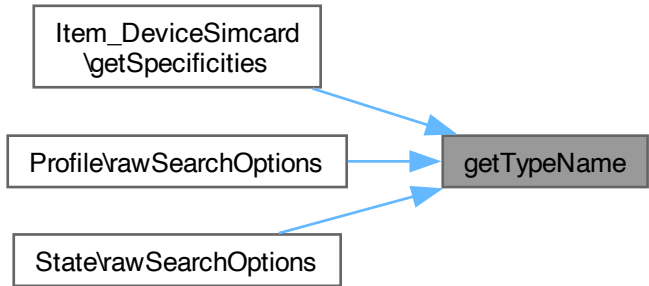 Item_DeviceSimcard
\getSpecificities
Profile\rawSearchOptions
getTypeName
State\rawSearchOptions